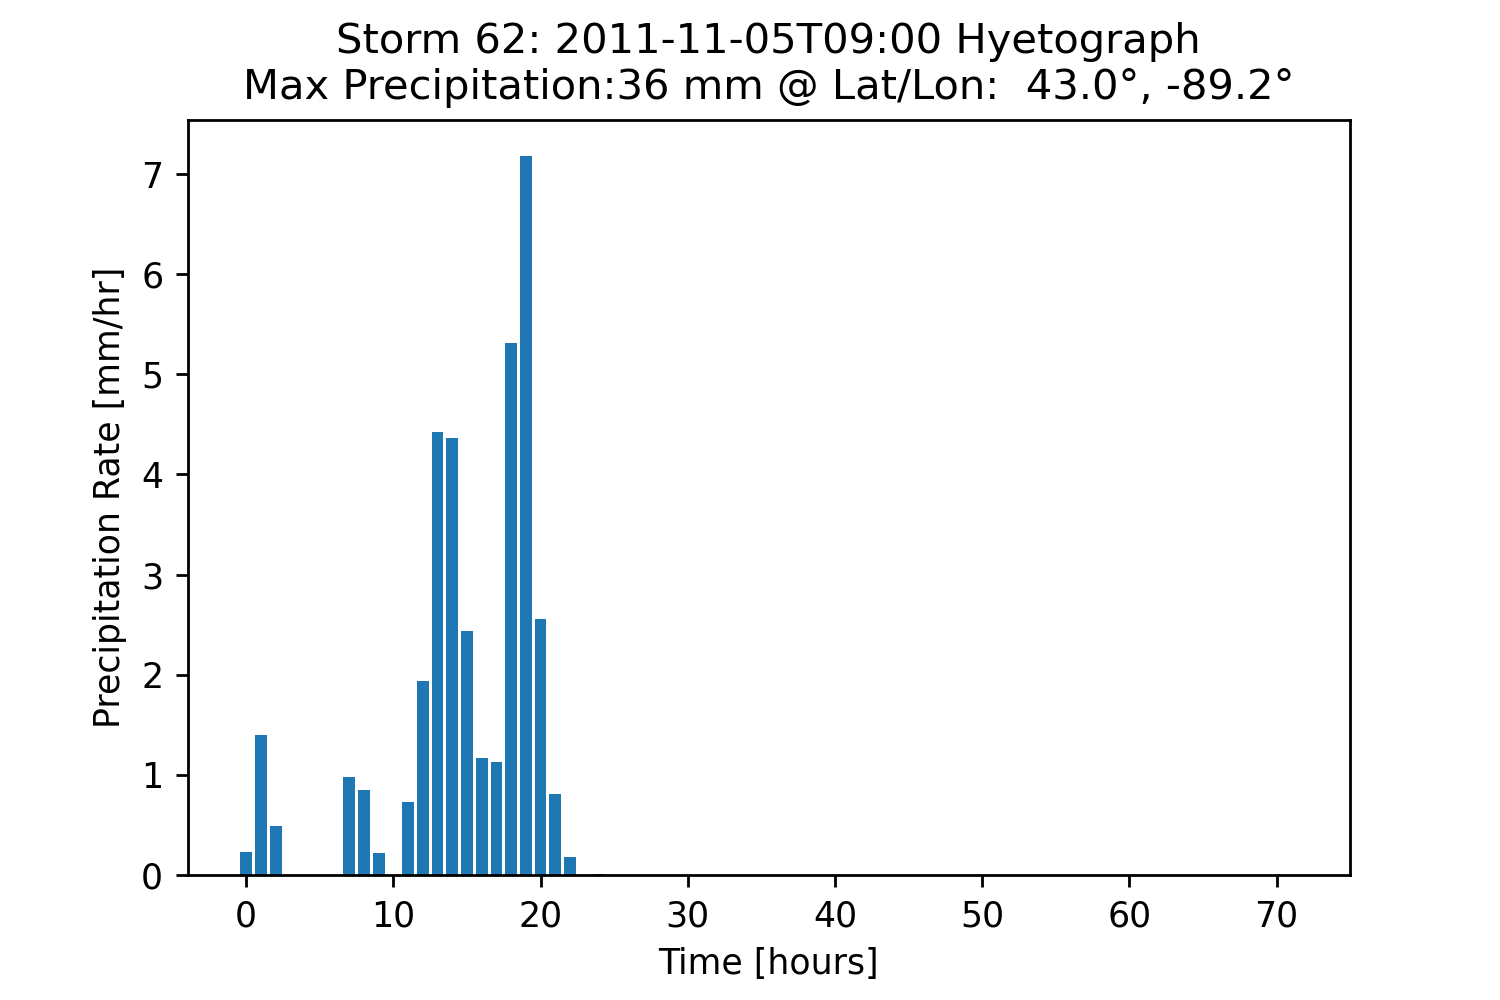 Storm 62: 2011-11-05T09:00 Hyetograph
Max Precipitation:36 mm @ Lat/Lon:  43.0°, -89.2°
Precipitation Rate [mm/hr]
7
6
5
4
3
2
1
0
0 10 20 30 40 50 60 70
Time [hours]